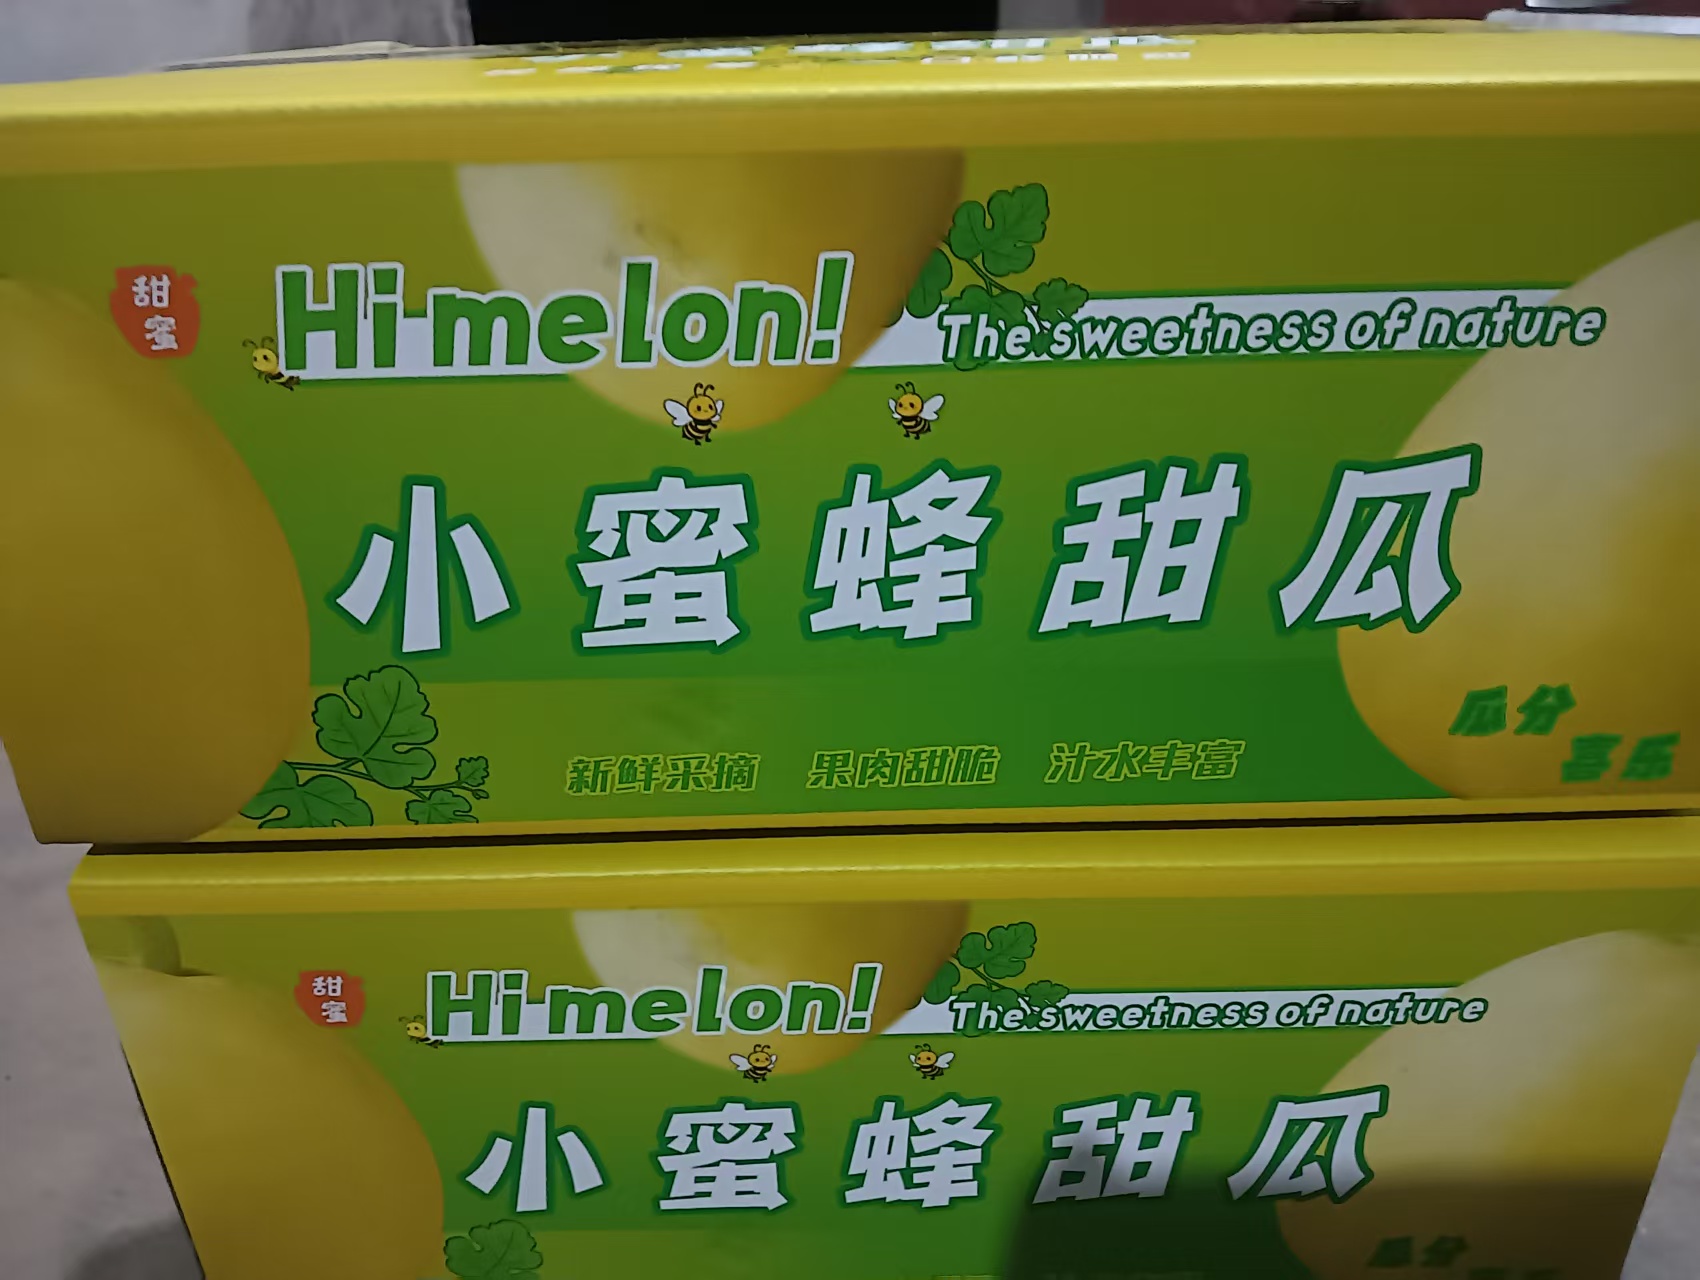 甜
蜜
Hi melon!
The sweetness of nature
小蜜蜂甜瓜
新鲜采摘 果肉甜脆 汁水丰富
瓜分
喜乐
甜
蜜
Hi melon!
The sweetness of nature
小蜜蜂甜瓜
瓜分